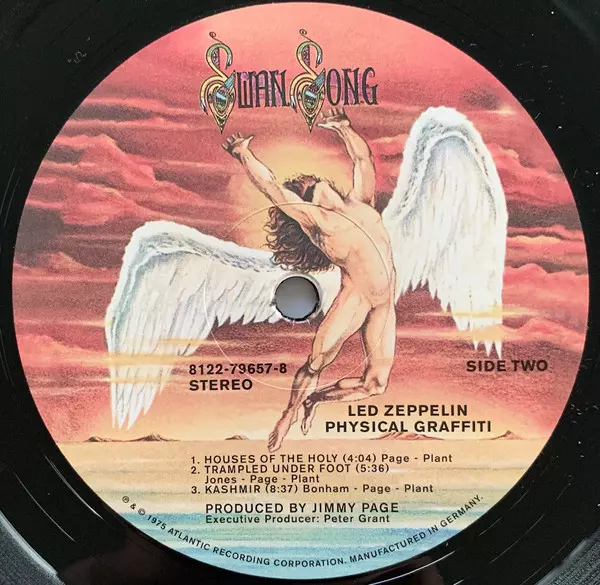 SWAN SONG
8122-79657-8
STEREO
SIDE TWO
LED ZEPPELIN
PHYSICAL GRAFFITI
1. HOUSES OF THE HOLY (4:04) Page - Plant
2. TRAMPLED UNDER FOOT (5:36)
Jones - Page - Plant
3. KASHMIR (8:37) Bonham - Page - Plant
PRODUCED BY JIMMY PAGE
Executive Producer: Peter Grant
℗ & © 1975 ATLANTIC RECORDING CORPORATION. MANUFACTURED IN GERMANY.